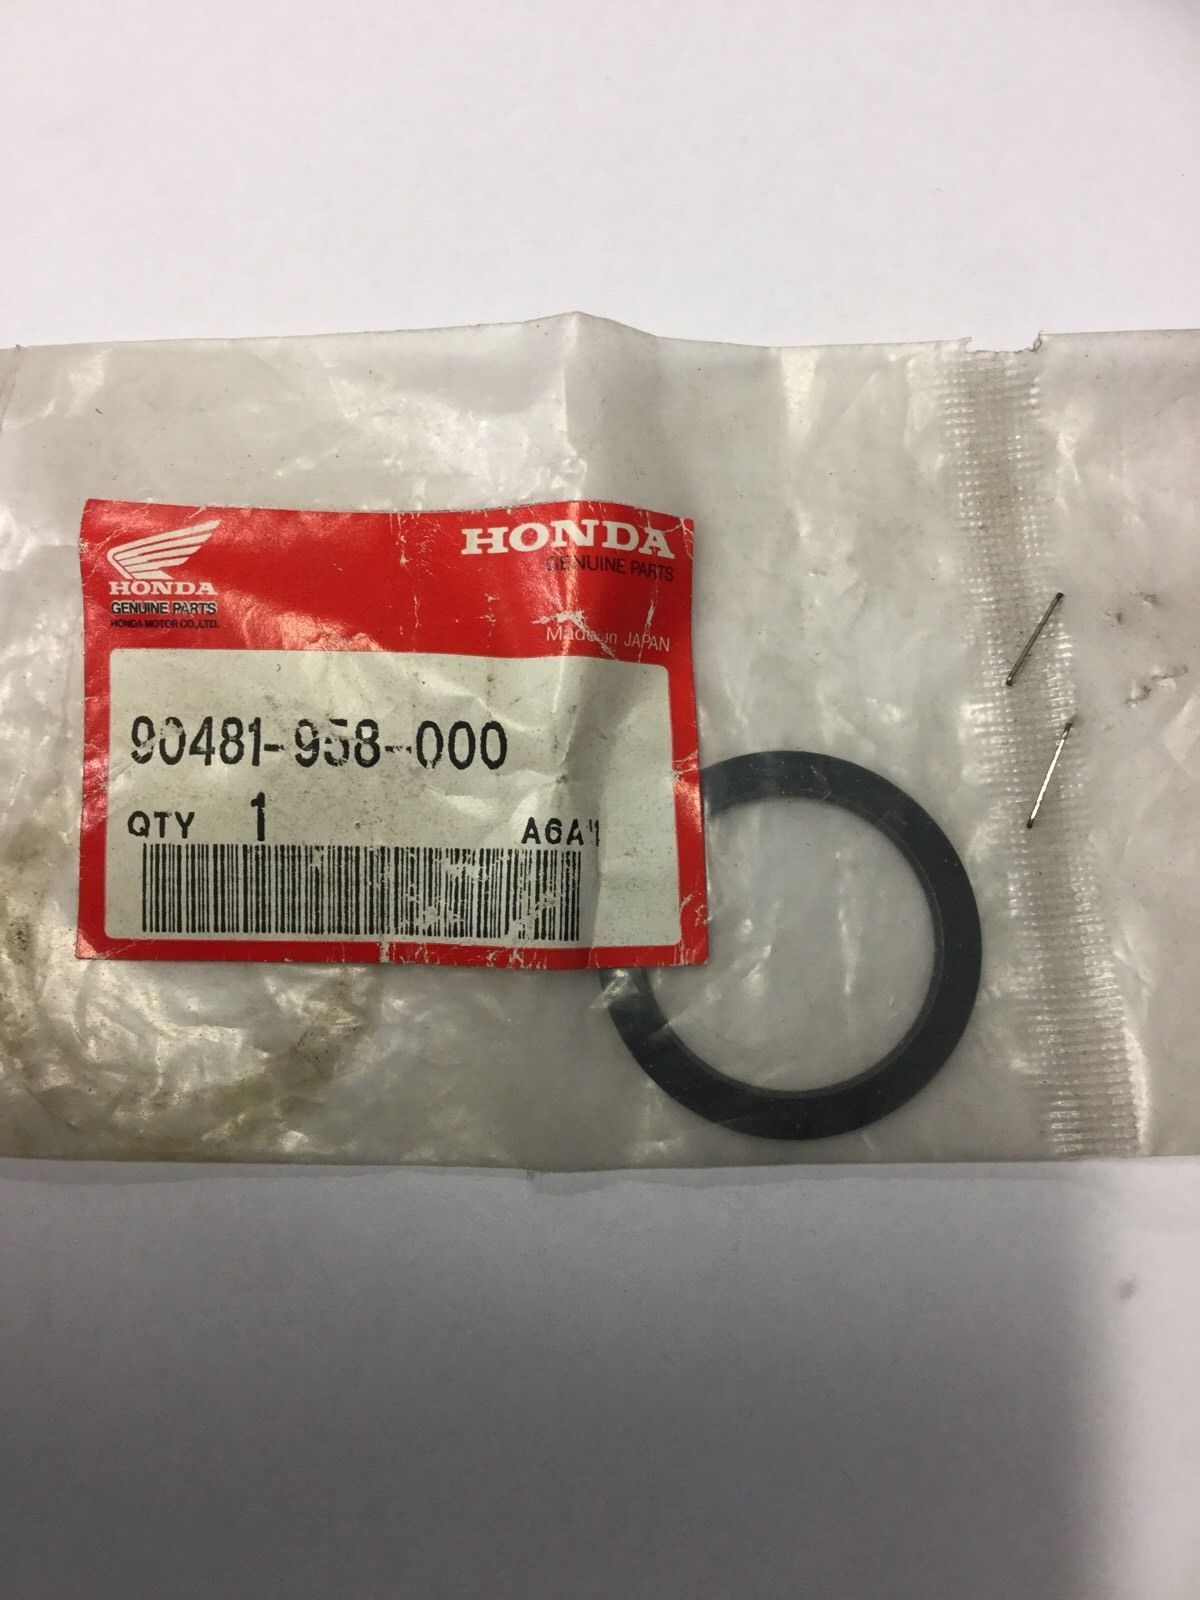 HONDA
GENUINE PARTS
HONDA MOTOR CO., LTD.
HONDA
GENUINE PARTS
Made in JAPAN
90481-958-000
QTY 1